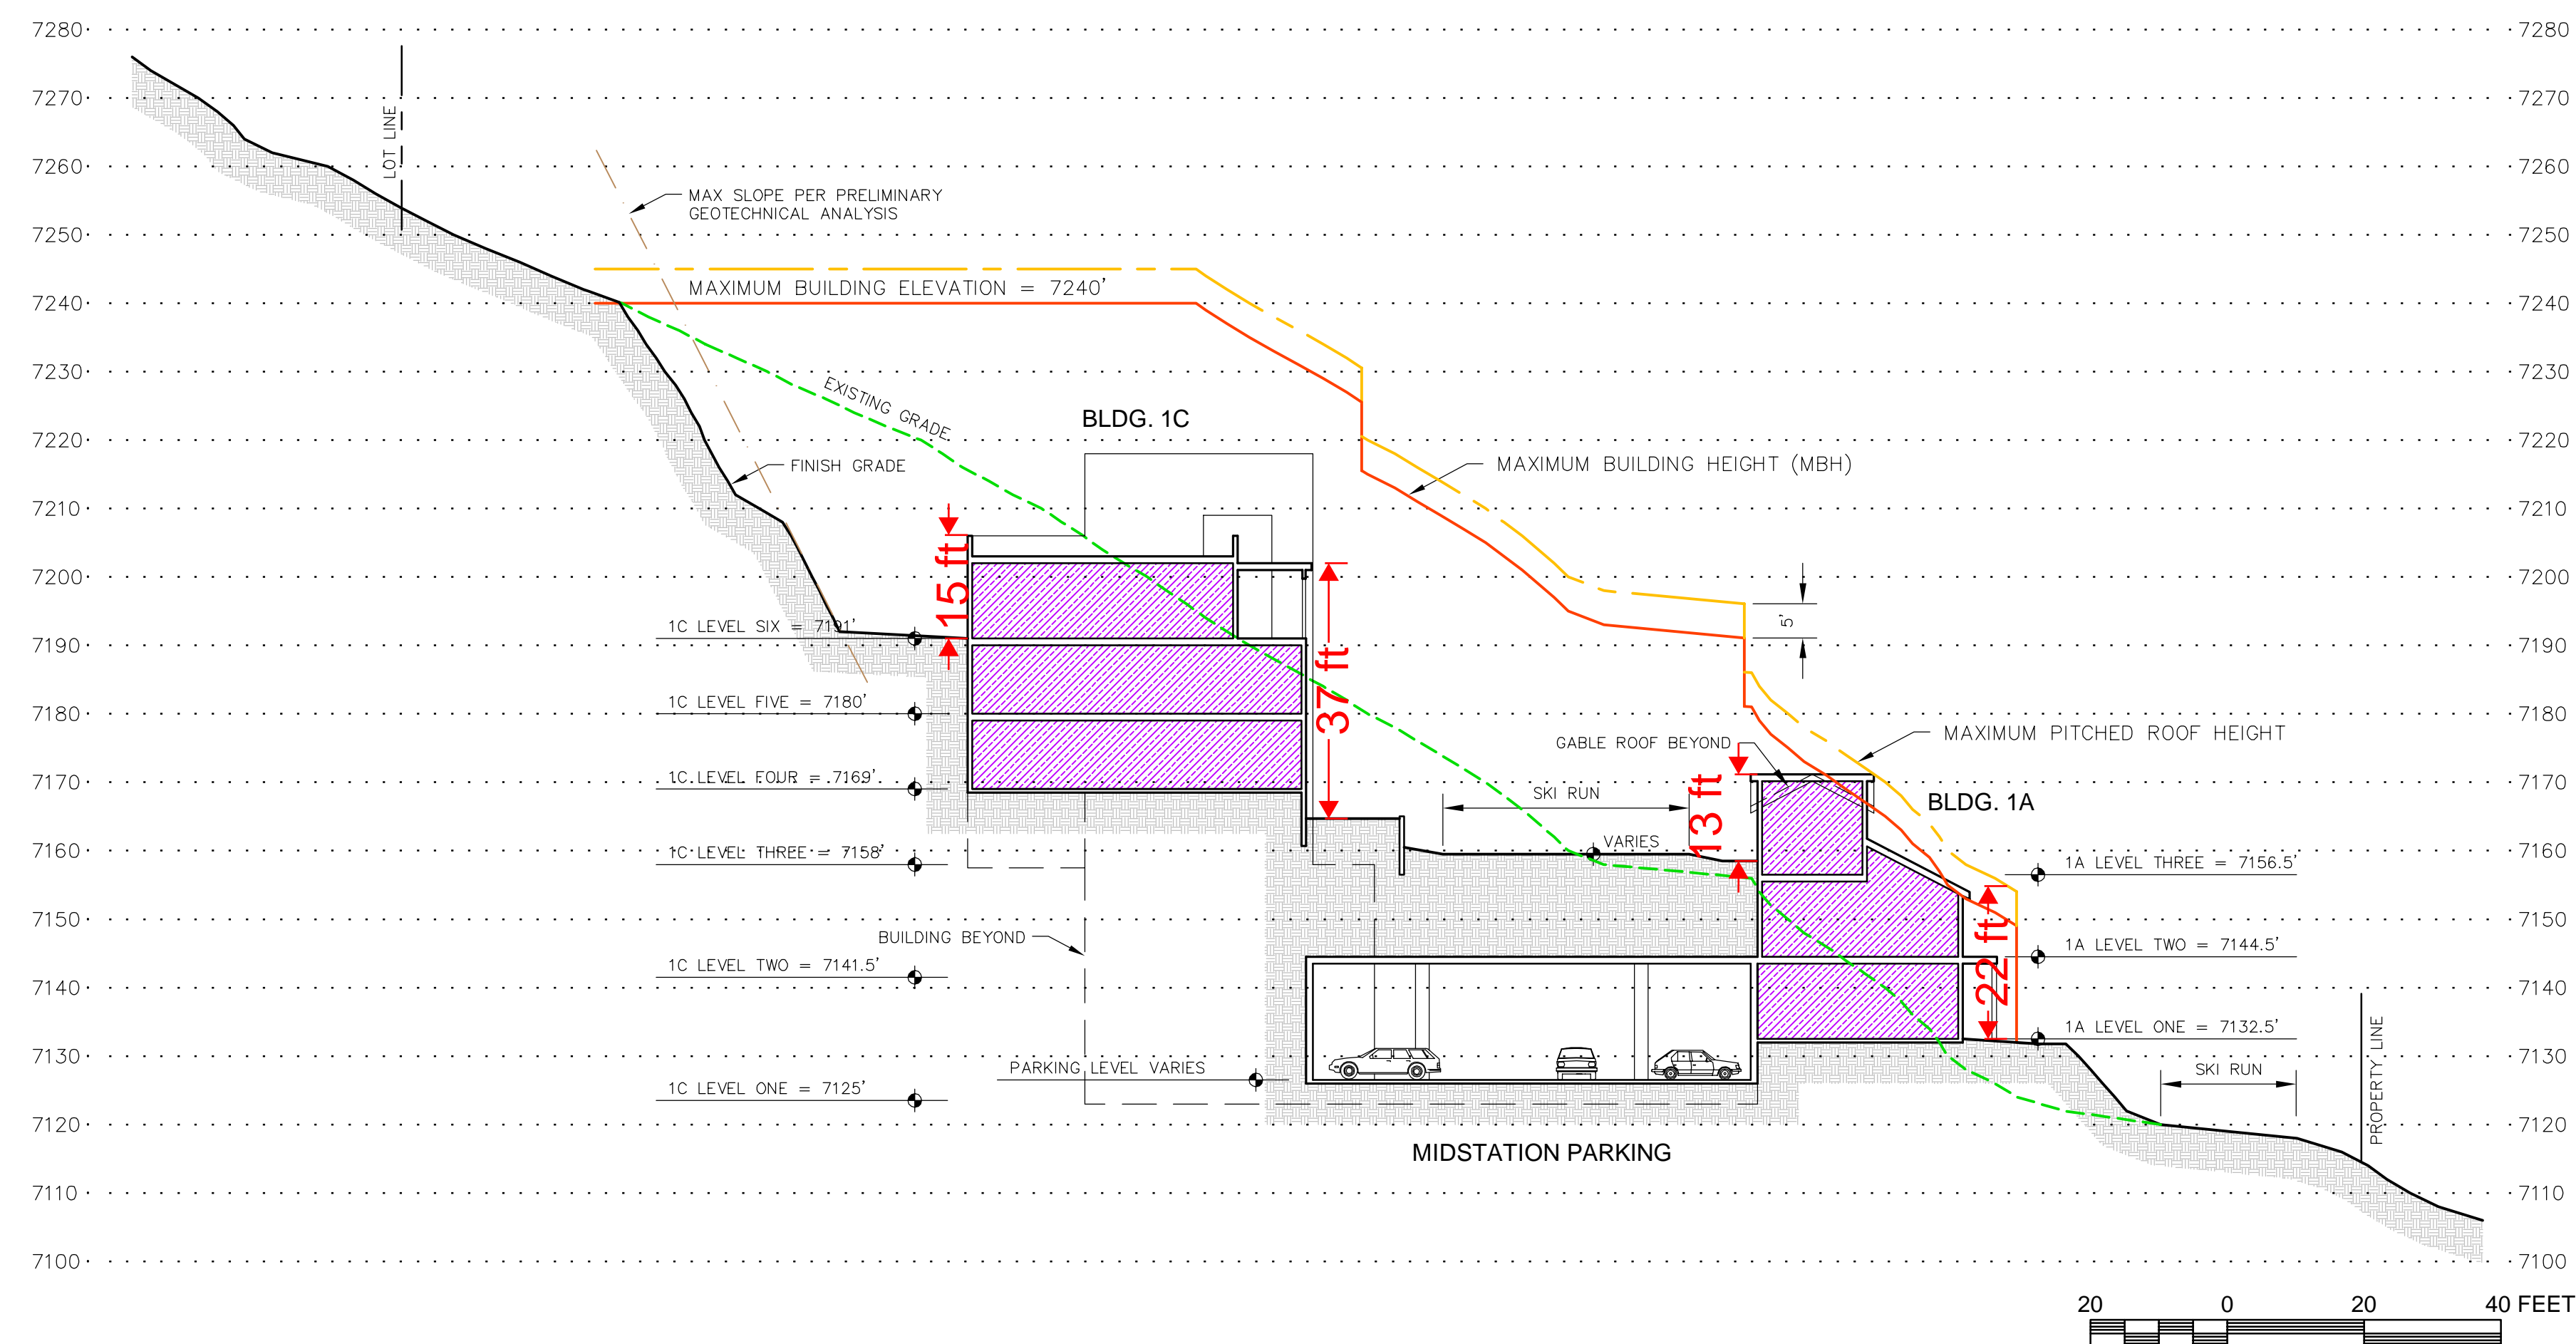 7280 7280
7270 7270
LOT LINE
7260 7260
MAX SLOPE PER PRELIMINARY
GEOTECHNICAL ANALYSIS
7250 7250
MAXIMUM BUILDING ELEVATION = 7240'
7240 7240
7230 7230
EXISTING GRADE
BLDG. 1C
7220 7220
FINISH GRADE
MAXIMUM BUILDING HEIGHT (MBH)
7210 7210
15 ft
7200 7200
5'
1C LEVEL SIX = 7191'
7190 7190
37 ft
1C LEVEL FIVE = 7180'
7180 7180
MAXIMUM PITCHED ROOF HEIGHT
GABLE ROOF BEYOND
1C LEVEL FOUR = 7169'
7170 7170
SKI RUN
13 ft
BLDG. 1A
VARIES
7160 7160
1C LEVEL THREE = 7158'
1A LEVEL THREE = 7156.5'
7150 7150
BUILDING BEYOND
22 ft
1A LEVEL TWO = 7144.5'
1C LEVEL TWO = 7141.5'
7140 7140
1A LEVEL ONE = 7132.5'
7130 7130
PARKING LEVEL VARIES
SKI RUN
PROPERTY LINE
1C LEVEL ONE = 7125'
7120 7120
MIDSTATION PARKING
7110 7110
7100 7100
20 0 20 40 FEET